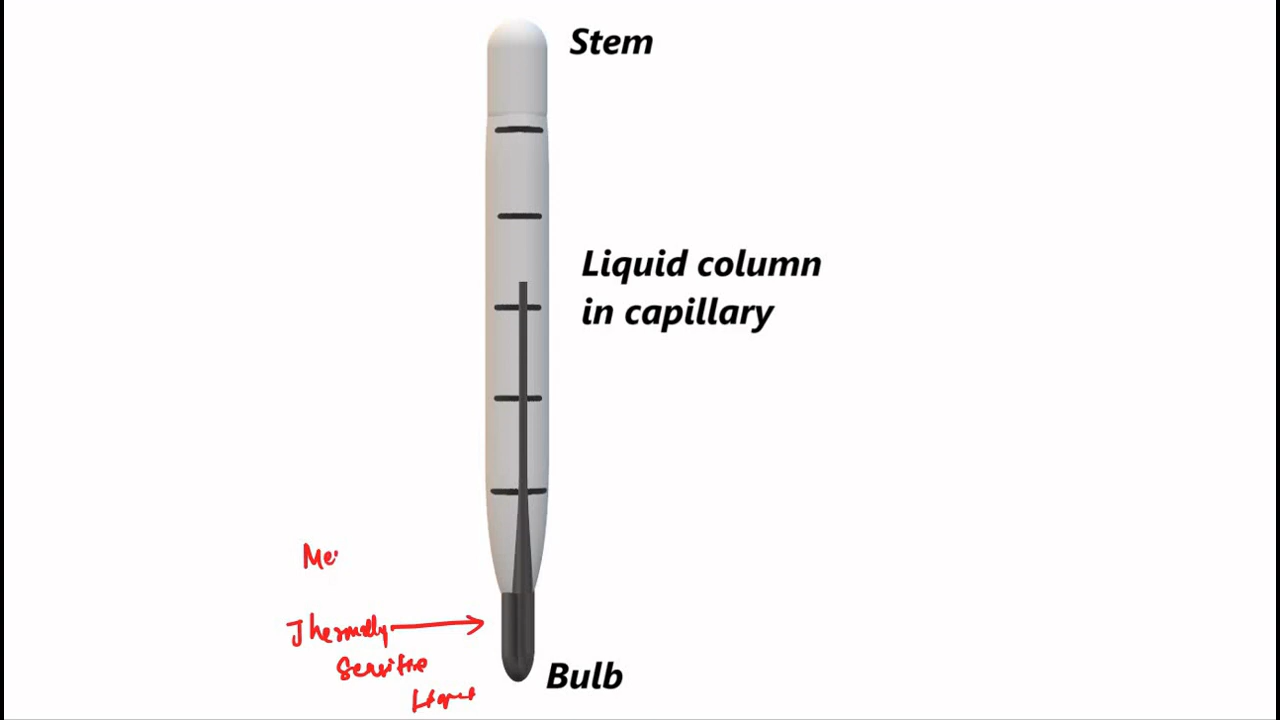 Stem
Liquid column
in capillary
Me
Thermally
Sensitive
Bulb